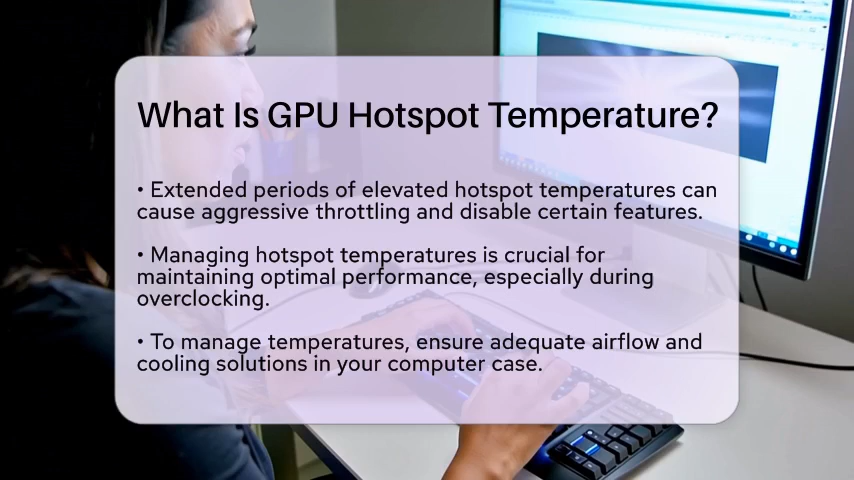 What Is GPU Hotspot Temperature?
• Extended periods of elevated hotspot temperatures can
cause aggressive throttling and disable certain features.
• Managing hotspot temperatures is crucial for
maintaining optimal performance, especially during
overclocking.
• To manage temperatures, ensure adequate airflow and
cooling solutions in your computer case.